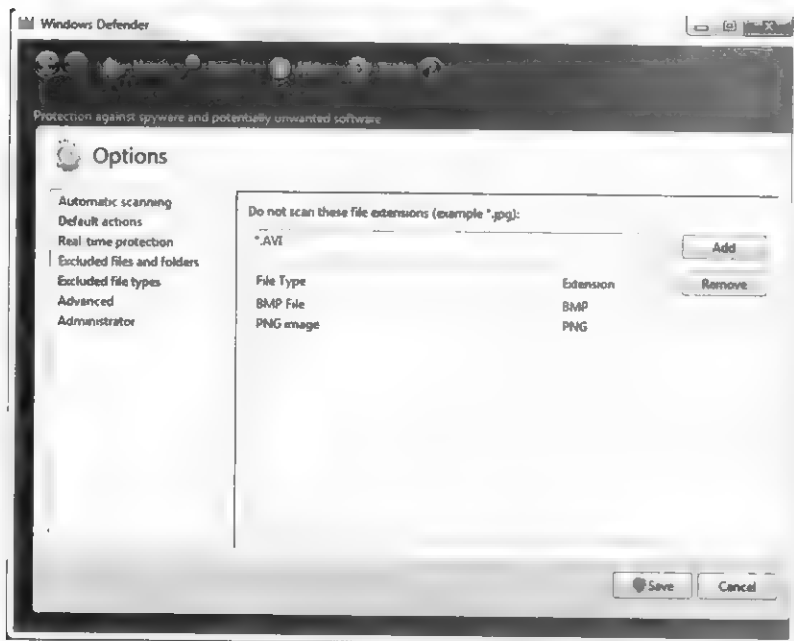 Windows Defender
Protection against spyware and potentially unwanted software
Options
Automatic scanning
Default actions
Real time protection
Excluded files and folders
Excluded file types
Advanced
Administrator
Do not scan these file extensions (example *.jpg):
*.AVI
Add
File Type Extension Remove
BMP File BMP
PNG image PNG
Save Cancel